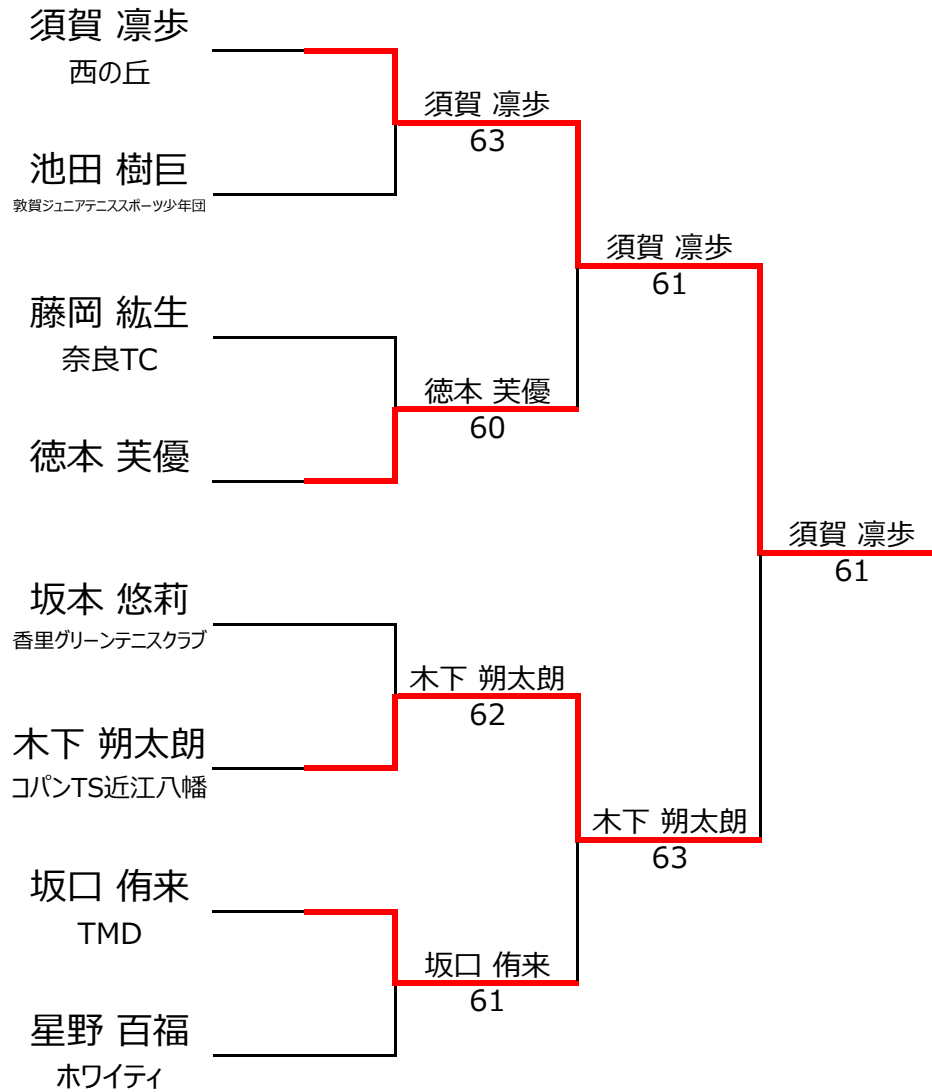 須賀 凛歩
西の丘
池田 樹巨
敦賀ジュニアテニススポーツ少年団
藤岡 紘生
奈良TC
徳本 芙優
坂本 悠莉
香里グリーンテニスクラブ
木下 朔太朗
コパンTS近江八幡
坂口 侑来
TMD
星野 百福
ホワイティ
須賀 凛歩
63
徳本 芙優
60
木下 朔太朗
62
坂口 侑来
61
須賀 凛歩
61
木下 朔太朗
63
須賀 凛歩
61